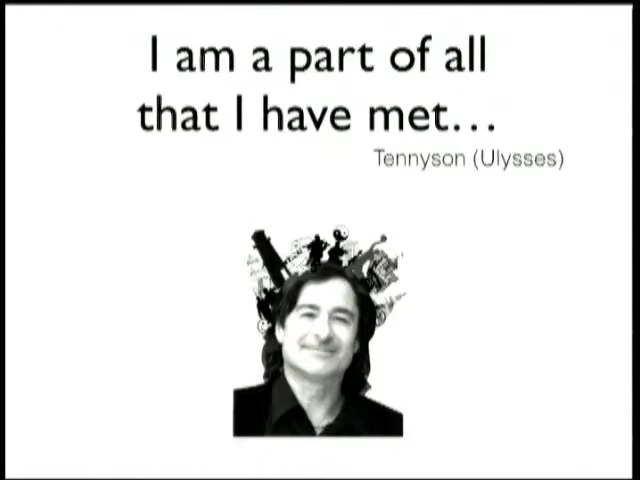 I am a part of all
that I have met...
Tennyson (Ulysses)